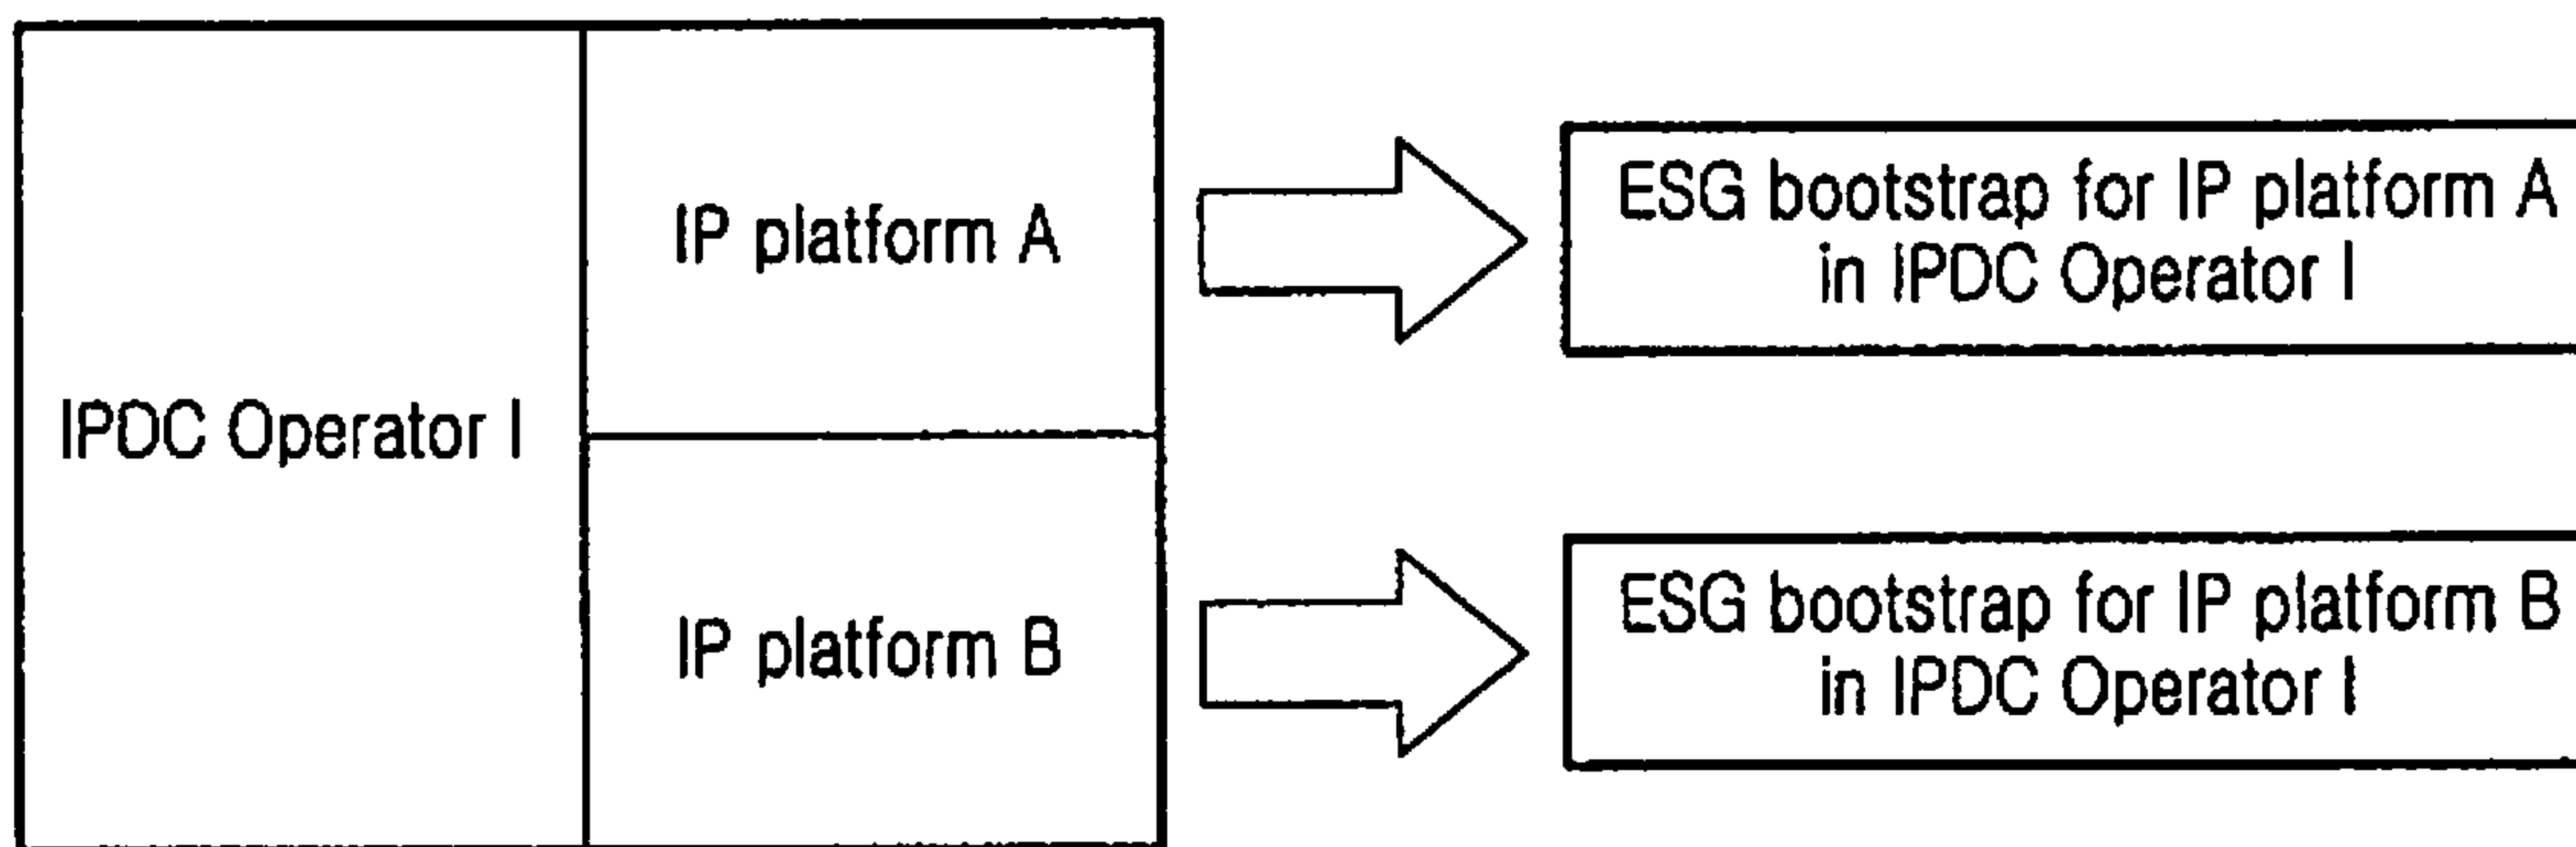 IPDC Operator I
IP platform A
ESG bootstrap for IP platform A
in IPDC Operator I
IP platform B
ESG bootstrap for IP platform B
in IPDC Operator I